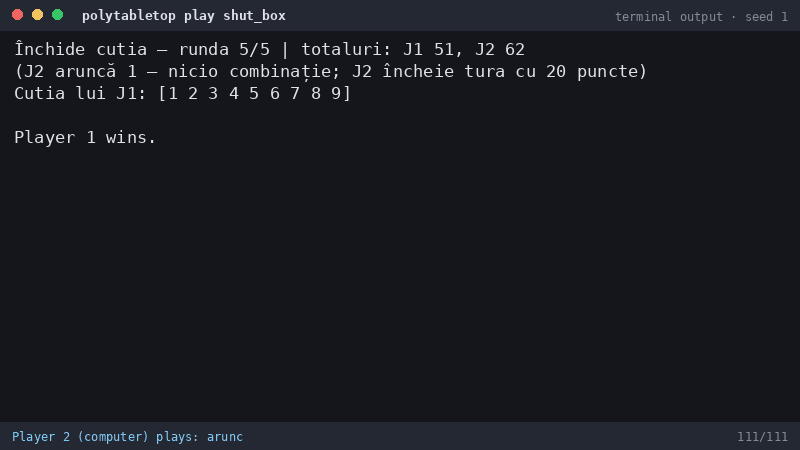 polytabletop play shut_box
terminal output · seed 1
Închide cutia — runda 5/5 | totaluri: J1 51, J2 62
(J2 aruncă 1 — nicio combinație; J2 încheie tura cu 20 puncte)
Cutia lui J1: [1 2 3 4 5 6 7 8 9]
Player 1 wins.
Player 2 (computer) plays: arunc
111/111